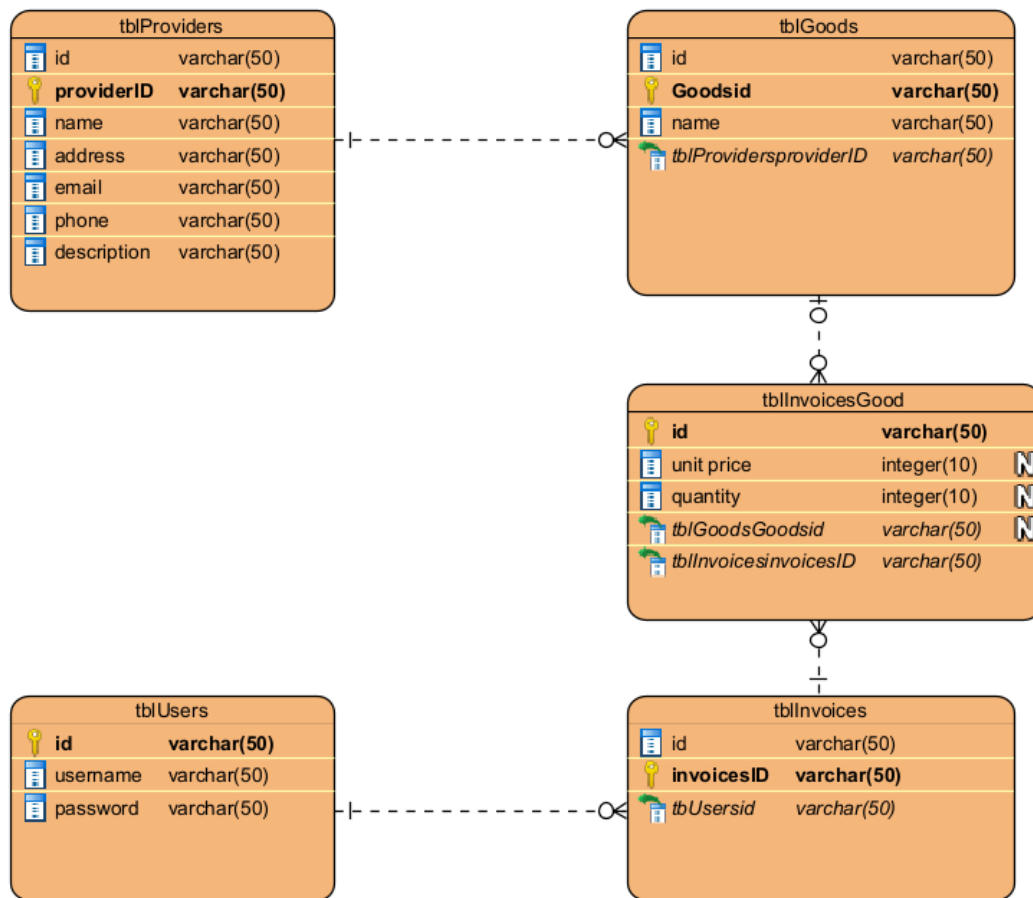 tblProviders
id varchar(50)
providerID varchar(50)
name varchar(50)
address varchar(50)
email varchar(50)
phone varchar(50)
description varchar(50)
tblGoods
id varchar(50)
Goodsid varchar(50)
name varchar(50)
tblProvidersproviderID varchar(50)
tblInvoicesGood
id varchar(50)
unit price integer(10) N
quantity integer(10) N
tblGoodsGoodsid varchar(50) N
tblInvoicesinvoicesID varchar(50)
tblUsers
id varchar(50)
username varchar(50)
password varchar(50)
tblInvoices
id varchar(50)
invoicesID varchar(50)
tbUsersid varchar(50)